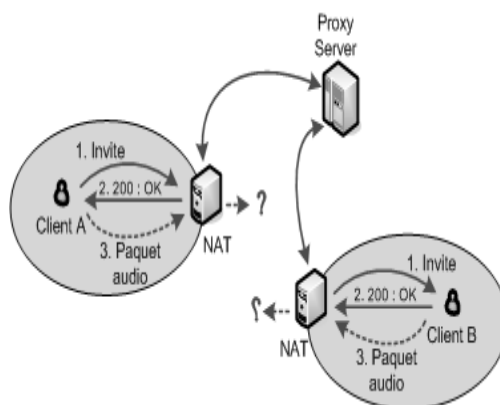 Proxy
Server
1. Invite
2. 200 : OK
Client A
3. Paquet
audio
NAT
?
1. Invite
2. 200 : OK
?
NAT
Client B
3. Paquet
audio